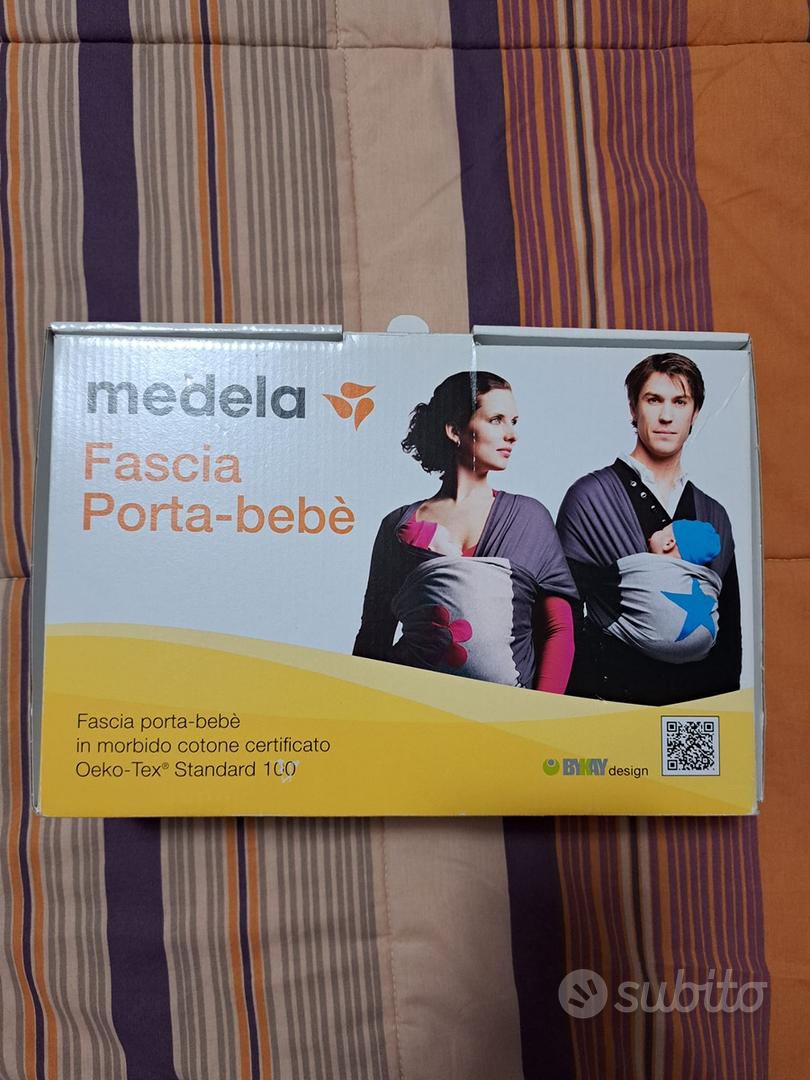 medela
Fascia
Porta-bebè
Fascia porta-bebè
in morbido cotone certificato
Oeko-Tex® Standard 100
BYKAY design
subito